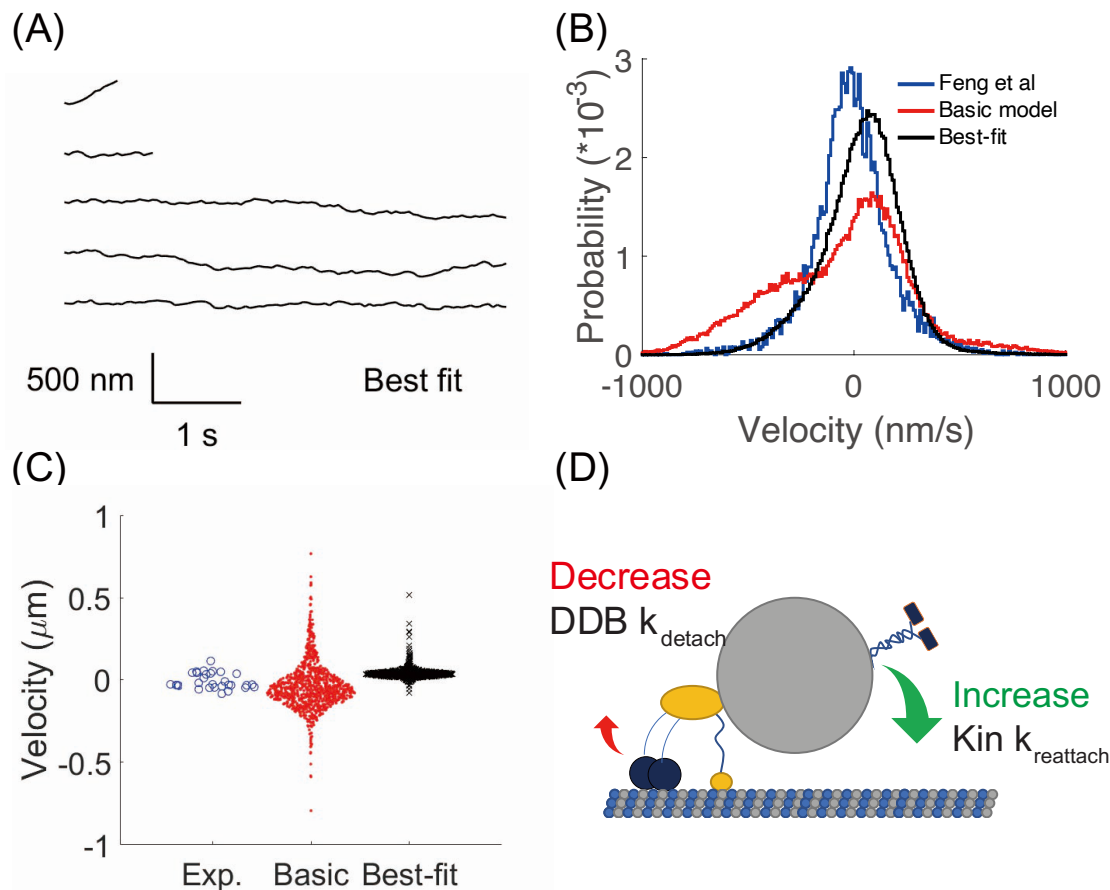 (A)
500 nm
1 s
Best fit
(B)
Probability (*10-3)
3
2
1
0
-1000
0
1000
Velocity (nm/s)
Feng et al
Basic model
Best-fit
(C)
Velocity (μm)
1
0.5
0
-0.5
-1
Exp.
Basic
Best-fit
(D)
Decrease
DDB kdetach
Increase
Kin kreattach